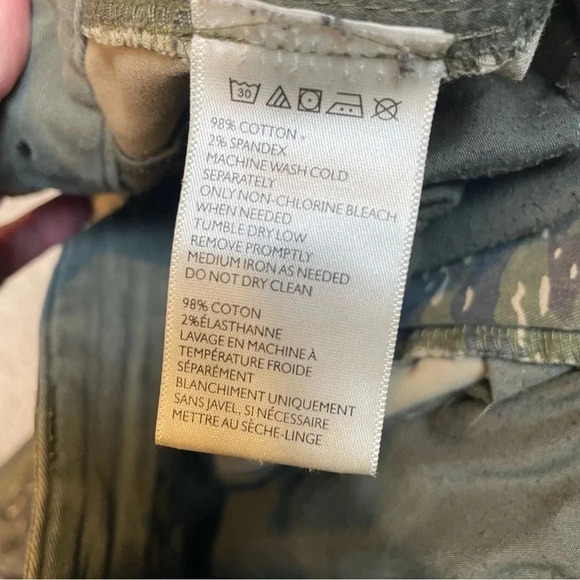 30
98% COTTON
2% SPANDEX
MACHINE WASH COLD
SEPARATELY
ONLY NON-CHLORINE BLEACH
WHEN NEEDED
TUMBLE DRY LOW
REMOVE PROMPTLY
MEDIUM IRON AS NEEDED
DO NOT DRY CLEAN
98% COTON
2%ÉLASTHANNE
LAVAGE EN MACHINE À
TEMPÉRATURE FROIDE
SÉPARÉMENT
BLANCHIMENT UNIQUEMENT
SANS JAVEL, SI NÉCESSAIRE
METTRE AU SÈCHE-LINGE